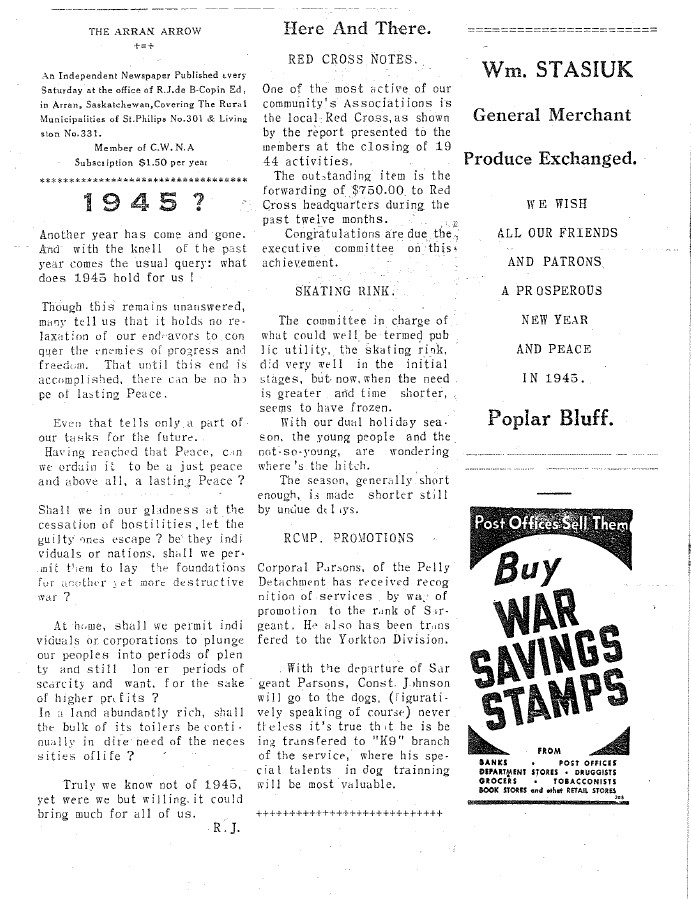 THE ARRAN ARROW
+=+
An Independent Newspaper Published every
Saturday at the office of R.J.de B-Copin Ed,
in Arran, Saskatchewan,Covering The Rural
Municipalities of St.Philips No.301 & Living
ston No.331.
Member of C.W.N.A
Subscription $1.50 per year
***********************************
1945 ?
Another year has come and gone.
And with the knell of the past
year comes the usual query: what
does 1945 hold for us !
Though this remains unanswered,
many tell us that it holds no re-
laxation of our endeavors to con
quer the enemies of progress and
freedom. That until this end is
accomplished, there can be no ho
pe of lasting Peace.
Even that tells only a part of
our tasks for the future.
Having reached that Peace, can
we ordain it to be a just peace
and above all, a lasting Peace ?
Shall we in our gladness at the
cessation of hostilities,let the
guilty ones escape ? be they indi
viduals or nations, shall we per-
mit them to lay the foundations
for another yet more destructive
war ?
At home, shall we permit indi
viduals or corporations to plunge
our peoples into periods of plen
ty and still lon er periods of
scarcity and want, for the sake
of higher profits ?
In a land abundantly rich, shall
the bulk of its toilers be conti-
nually in dire need of the neces
sities oflife ?
Truly we know not of 1945,
yet were we but willing it could
bring much for all of us.
R.J.
Here And There.
RED CROSS NOTES.
One of the most active of our
community's Associatiions is
the local Red Cross,as shown
by the report presented to the
members at the closing of 19
44 activities.
The outstanding item is the
forwarding of $750.00 to Red
Cross headquarters during the
past twelve months.
Congratulations are due the
executive committee on this
achievement.
SKATING RINK.
The committee in charge of
what could well be termed pub
lic utility, the skating rink,
did very well in the initial
stages, but now,when the need
is greater and time shorter,
seems to have frozen.
With our dual holiday sea-
son, the young people and the
not-so-young, are wondering
where's the hitch.
The season, generally short
enough, is made shorter still
by undue delays.
RCMP. PROMOTIONS
Corporal Parsons, of the Pelly
Detachment has received recog
nition of services by way of
promotion to the rank of Sar-
geant. He also has been trans
fered to the Yorkton Division.
With the departure of Sar
geant Parsons, Const. Johnson
will go to the dogs, (figurati-
vely speaking of course) never
theless it's true that he is be
ing transfered to "K9" branch
of the service, where his spe-
cial talents in dog trainning
will be most valuable.
++++++++++++++++++++++++++++
============================
Wm. STASIUK
General Merchant
Produce Exchanged.
WE WISH
ALL OUR FRIENDS
AND PATRONS
A PROSPEROUS
NEW YEAR
AND PEACE
IN 1945.
Poplar Bluff.
Post Offices Sell Them
Buy
WAR
SAVINGS
STAMPS
FROM
BANKS • POST OFFICES
DEPARTMENT STORES • DRUGGISTS
GROCERS • TOBACCONISTS
BOOK STORES and other RETAIL STORES